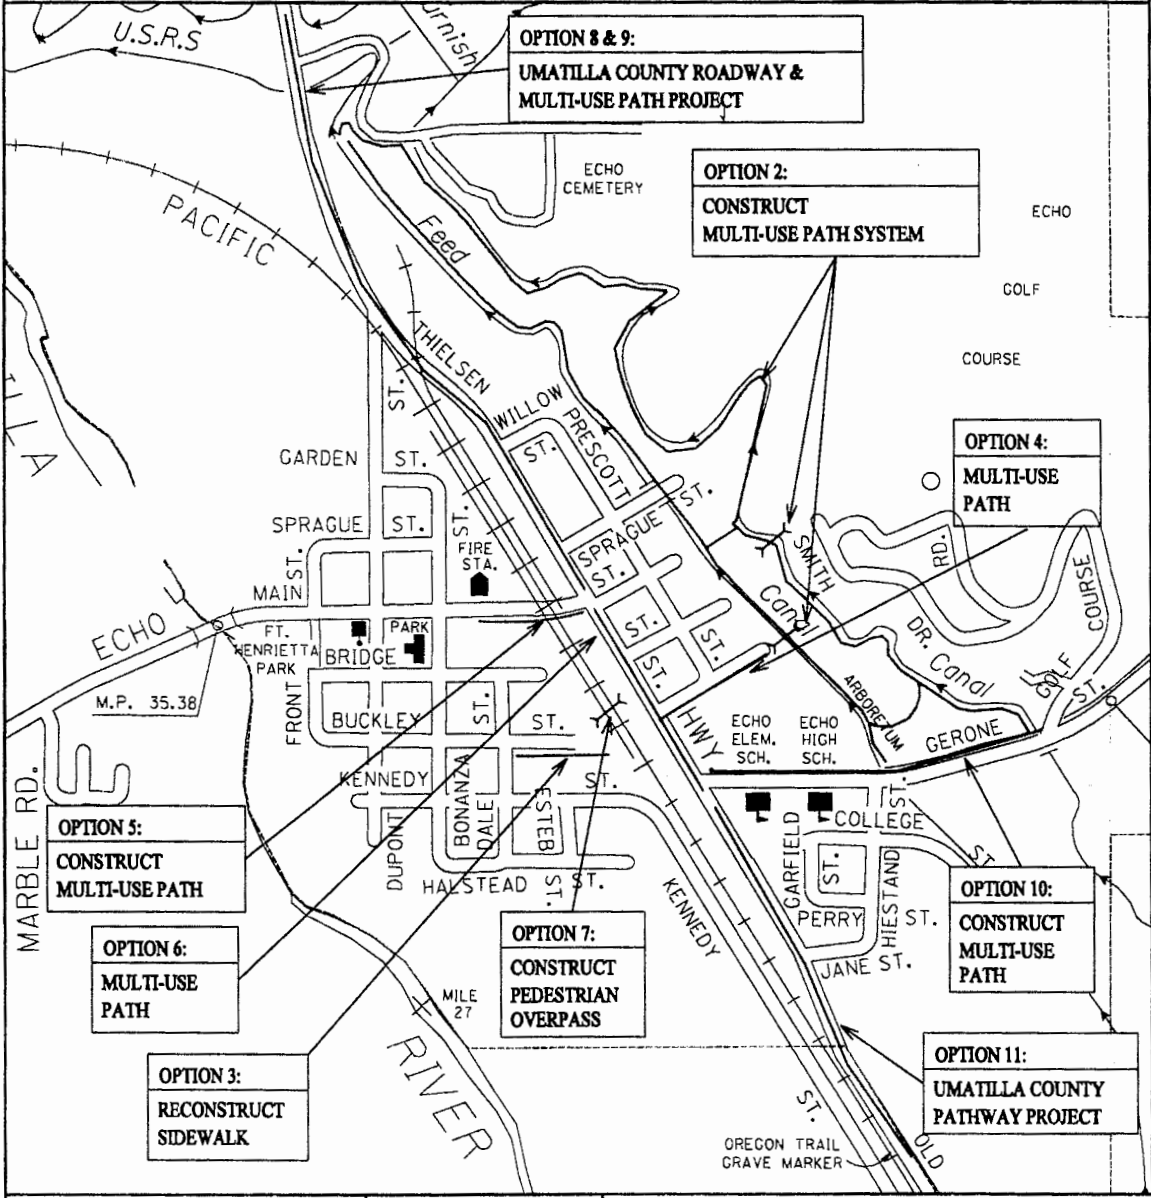 U.S.R.S
urnish
OPTION 8 & 9:
UMATILLA COUNTY ROADWAY &
MULTI-USE PATH PROJECT
ECHO
CEMETERY
OPTION 2:
CONSTRUCT
MULTI-USE PATH SYSTEM
ECHO
GOLF
COURSE
PACIFIC
Feed
THIELSEN
ST.
WILLOW
ST.
PRESCOTT
ST.
OPTION 4:
MULTI-USE
PATH
ILLA
GARDEN ST.
SPRAGUE ST.
ST.
FIRE
STA.
SPRAGUE
ST.
SMITH
DR.
RD.
COURSE
GOLF
ST.
MAIN ST.
ECHO
FT.
HENRIETTA
PARK
PARK
BRIDGE
ST.
ST.
ST.
Canal
Canal
M.P. 35.38
FRONT
BUCKLEY ST.
ST.
HWY
ECHO
ELEM.
SCH.
ECHO
HIGH
SCH.
ARBORETUM
GERONE
MARBLE RD.
KENNEDY ST.
DUPONT
BONANZA
DALE
ESTEB
ST.
HALSTEAD ST.
GARFIELD
ST.
COLLEGE
ST.
ST.
HIESTAND
ST.
PERRY
JANE ST.
KENNEDY
ST.
OPTION 5:
CONSTRUCT
MULTI-USE PATH
OPTION 6:
MULTI-USE
PATH
OPTION 7:
CONSTRUCT
PEDESTRIAN
OVERPASS
OPTION 10:
CONSTRUCT
MULTI-USE
PATH
MILE
27
RIVER
OPTION 3:
RECONSTRUCT
SIDEWALK
OPTION 11:
UMATILLA COUNTY
PATHWAY PROJECT
OREGON TRAIL
GRAVE MARKER
OLD